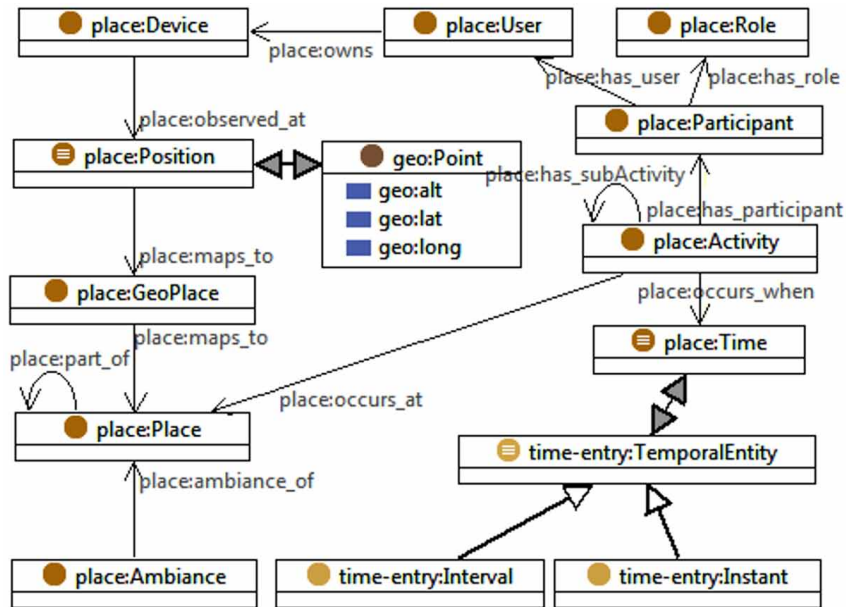 place:Device
place:User
place:Role
place:owns
place:has_user
place:has_role
place:observed_at
place:Participant
place:Position
geo:Point
geo:alt
geo:lat
geo:long
place:has_subActivity
place:has_participant
place:Activity
place:maps_to
place:GeoPlace
place:occurs_when
place:maps_to
place:Time
place:part_of
place:occurs_at
place:Place
time-entry:TemporalEntity
place:ambiance_of
place:Ambiance
time-entry:Interval
time-entry:Instant